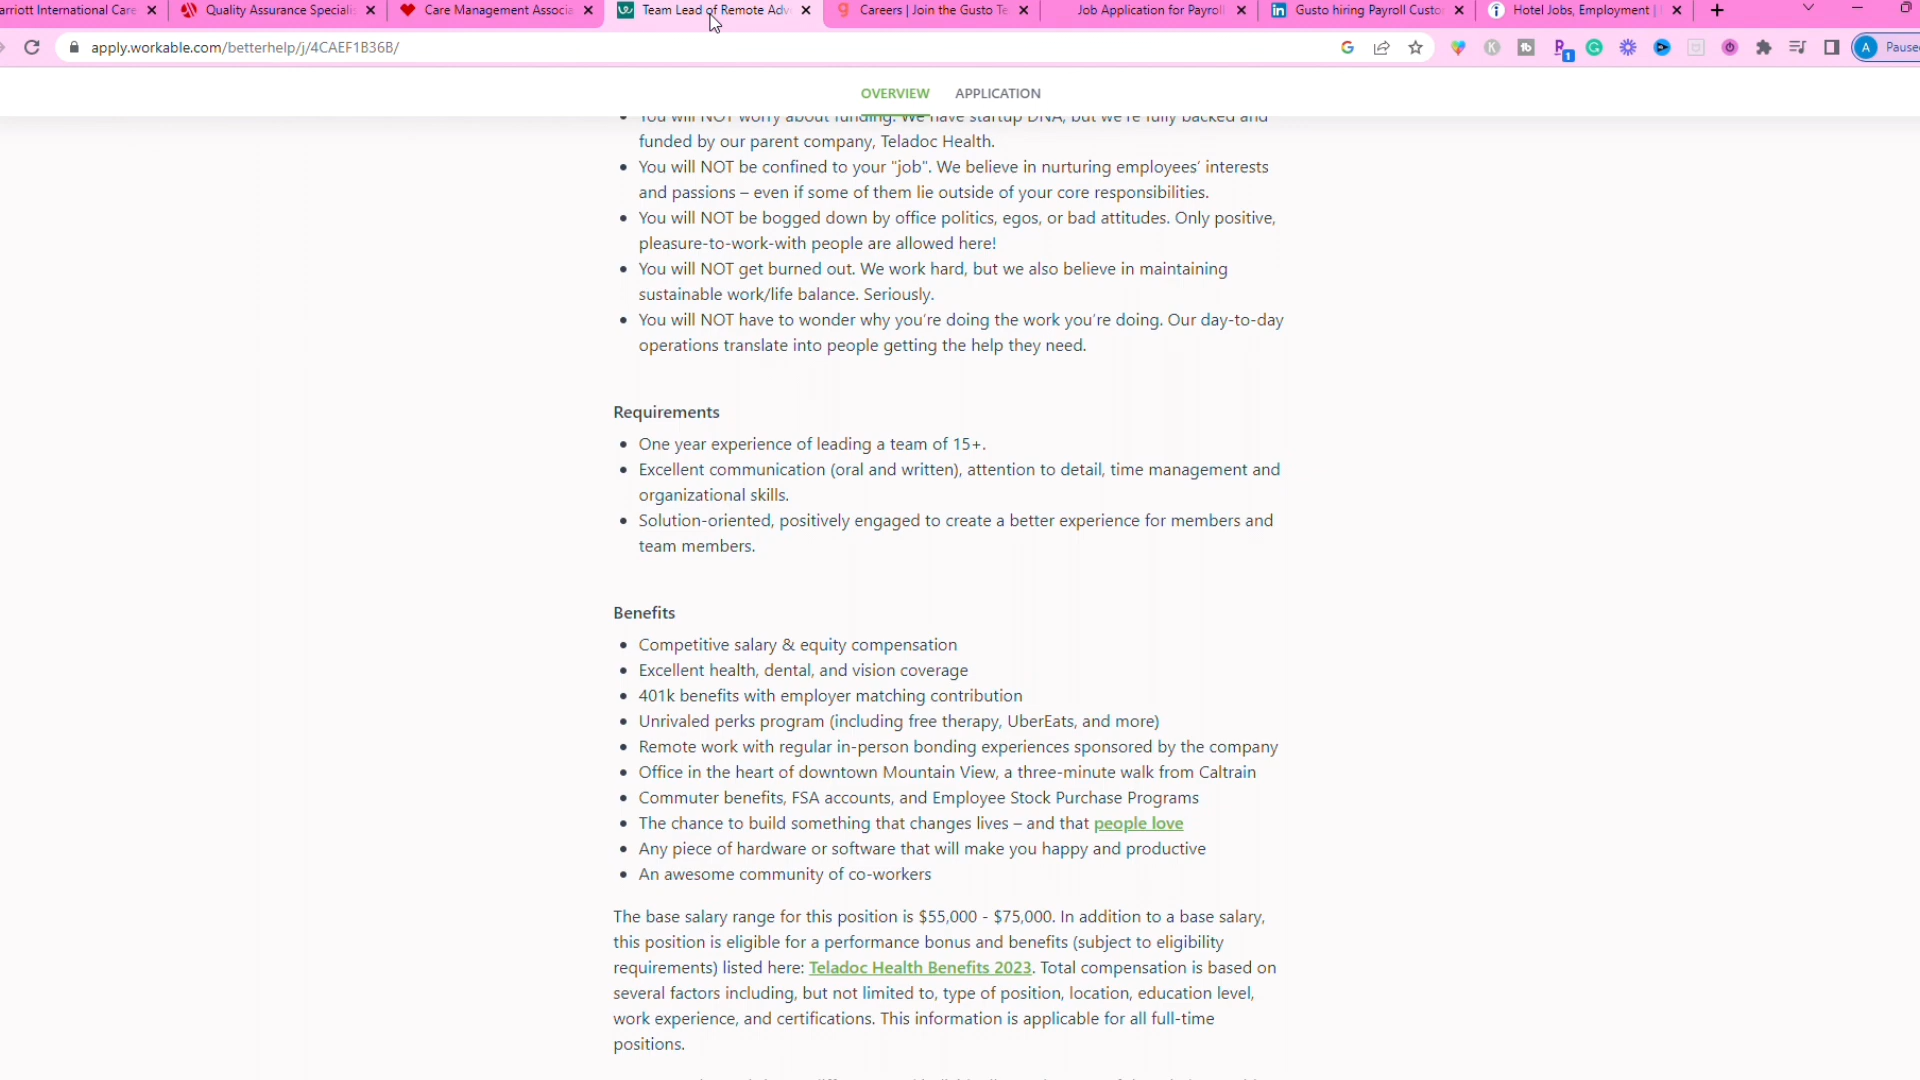 arriott International Care
Quality Assurance Specialis
Care Management Associa
Team Lead of Remote Adv
Careers | Join the Gusto Te
Job Application for Payroll
Gusto hiring Payroll Custo
Hotel Jobs, Employment |
apply.workable.com/betterhelp/j/4CAEF1B36B/
A Pause
OVERVIEW APPLICATION
You will NOT worry about funding. We have startup DNA, but we're fully backed and
funded by our parent company, Teladoc Health.
You will NOT be confined to your "job". We believe in nurturing employees' interests
and passions – even if some of them lie outside of your core responsibilities.
You will NOT be bogged down by office politics, egos, or bad attitudes. Only positive,
pleasure-to-work-with people are allowed here!
You will NOT get burned out. We work hard, but we also believe in maintaining
sustainable work/life balance. Seriously.
You will NOT have to wonder why you're doing the work you're doing. Our day-to-day
operations translate into people getting the help they need.
Requirements
One year experience of leading a team of 15+.
Excellent communication (oral and written), attention to detail, time management and
organizational skills.
Solution-oriented, positively engaged to create a better experience for members and
team members.
Benefits
Competitive salary & equity compensation
Excellent health, dental, and vision coverage
401k benefits with employer matching contribution
Unrivaled perks program (including free therapy, UberEats, and more)
Remote work with regular in-person bonding experiences sponsored by the company
Office in the heart of downtown Mountain View, a three-minute walk from Caltrain
Commuter benefits, FSA accounts, and Employee Stock Purchase Programs
The chance to build something that changes lives – and that people love
Any piece of hardware or software that will make you happy and productive
An awesome community of co-workers
The base salary range for this position is $55,000 - $75,000. In addition to a base salary,
this position is eligible for a performance bonus and benefits (subject to eligibility
requirements) listed here: Teladoc Health Benefits 2023. Total compensation is based on
several factors including, but not limited to, type of position, location, education level,
work experience, and certifications. This information is applicable for all full-time
positions.